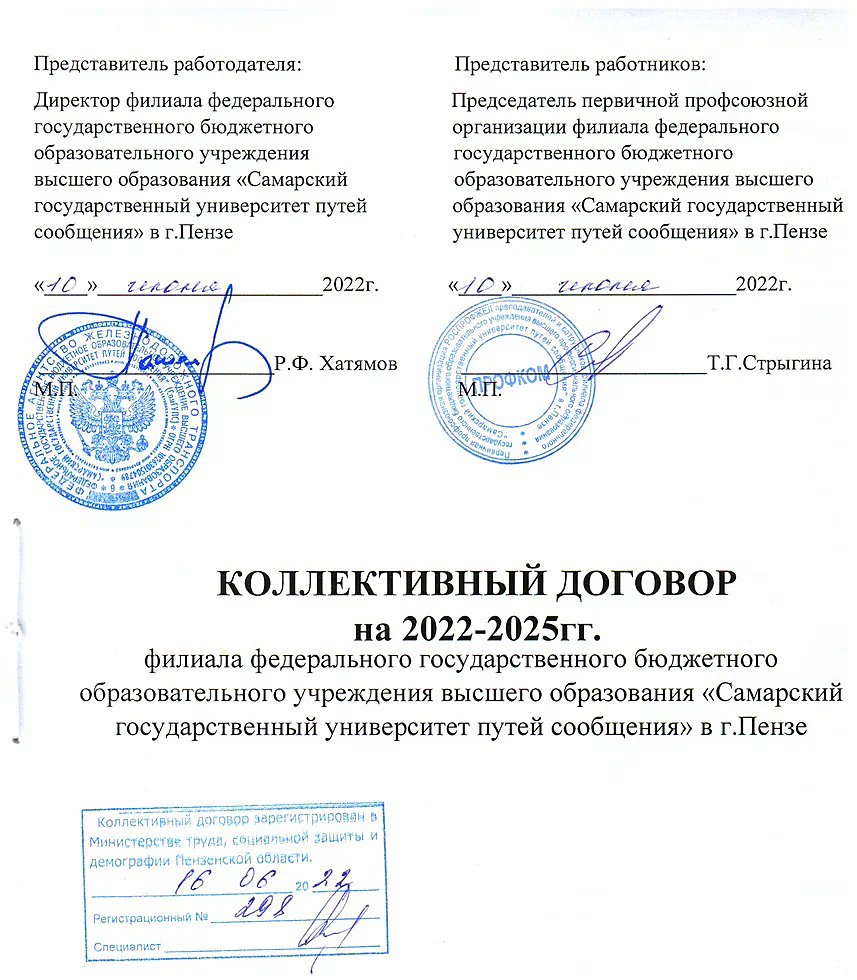 Представитель работодателя:
Директор филиала федерального
государственного бюджетного
образовательного учреждения
высшего образования «Самарский
государственный университет путей
сообщения» в г.Пензе
«10» июня 2022г.
Р.Ф. Хатямов
М.П.
Представитель работников:
Председатель первичной профсоюзной
организации филиала федерального
государственного бюджетного
образовательного учреждения высшего
образования «Самарский государственный
университет путей сообщения» в г.Пензе
«10» июня 2022г.
Т.Г.Стрыгина
М.П.
ПРОФКОМ
ФЕДЕРАЛЬНОЕ АГЕНТСТВО ЖЕЛЕЗНОДОРОЖНОГО ТРАНСПОРТА
КОЛЛЕКТИВНЫЙ ДОГОВОР
на 2022-2025гг.
филиала федерального государственного бюджетного
образовательного учреждения высшего образования «Самарский
государственный университет путей сообщения» в г.Пензе
Коллективный договор зарегистрирован в
Министерстве труда, социальной защиты и
демографии Пензенской области.
16 06 2022
Регистрационный № 298
Специалист